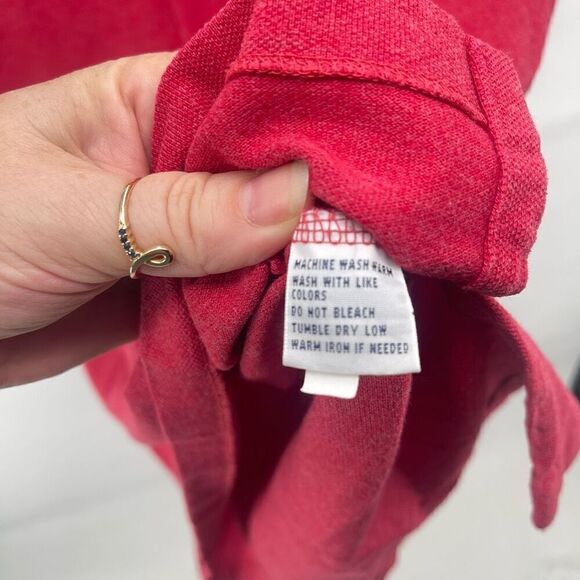 MACHINE WASH WARM
WASH WITH LIKE
COLORS
DO NOT BLEACH
TUMBLE DRY LOW
WARM IRON IF NEEDED